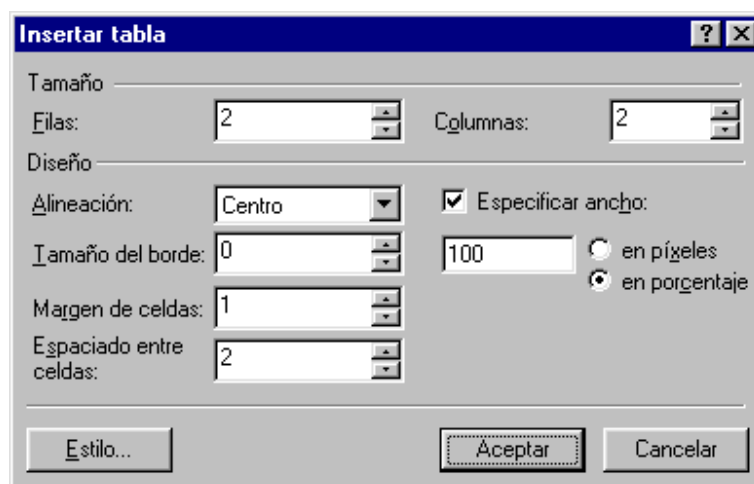 Insertar tabla
Tamaño
Filas: 2 Columnas: 2
Diseño
Alineación: Centro Especificar ancho:
Tamaño del borde: 0 100 en píxeles
en porcentaje
Margen de celdas: 1
Espaciado entre
celdas: 2
Estilo... Aceptar Cancelar